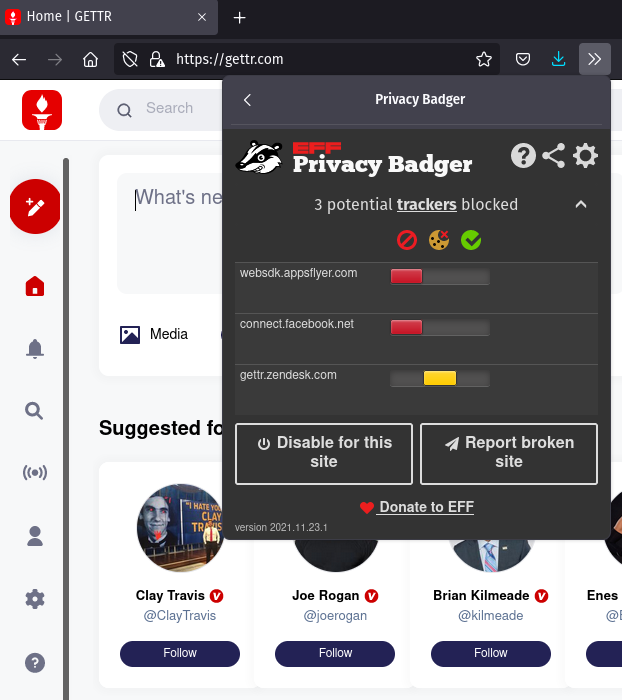 Home | GETTR
https://gettr.com
Search
Privacy Badger
EFF
Privacy Badger
3 potential trackers blocked
websdk.appsflyer.com
connect.facebook.net
gettr.zendesk.com
Disable for this
site
Report broken
site
Donate to EFF
version 2021.11.23.1
What's ne
Media
Suggested fo
"I HATE YO
CLAY
TRA
Clay Travis
@ClayTravis
Follow
Joe Rogan
@joerogan
Follow
Brian Kilmeade
@kilmeade
Follow
Enes